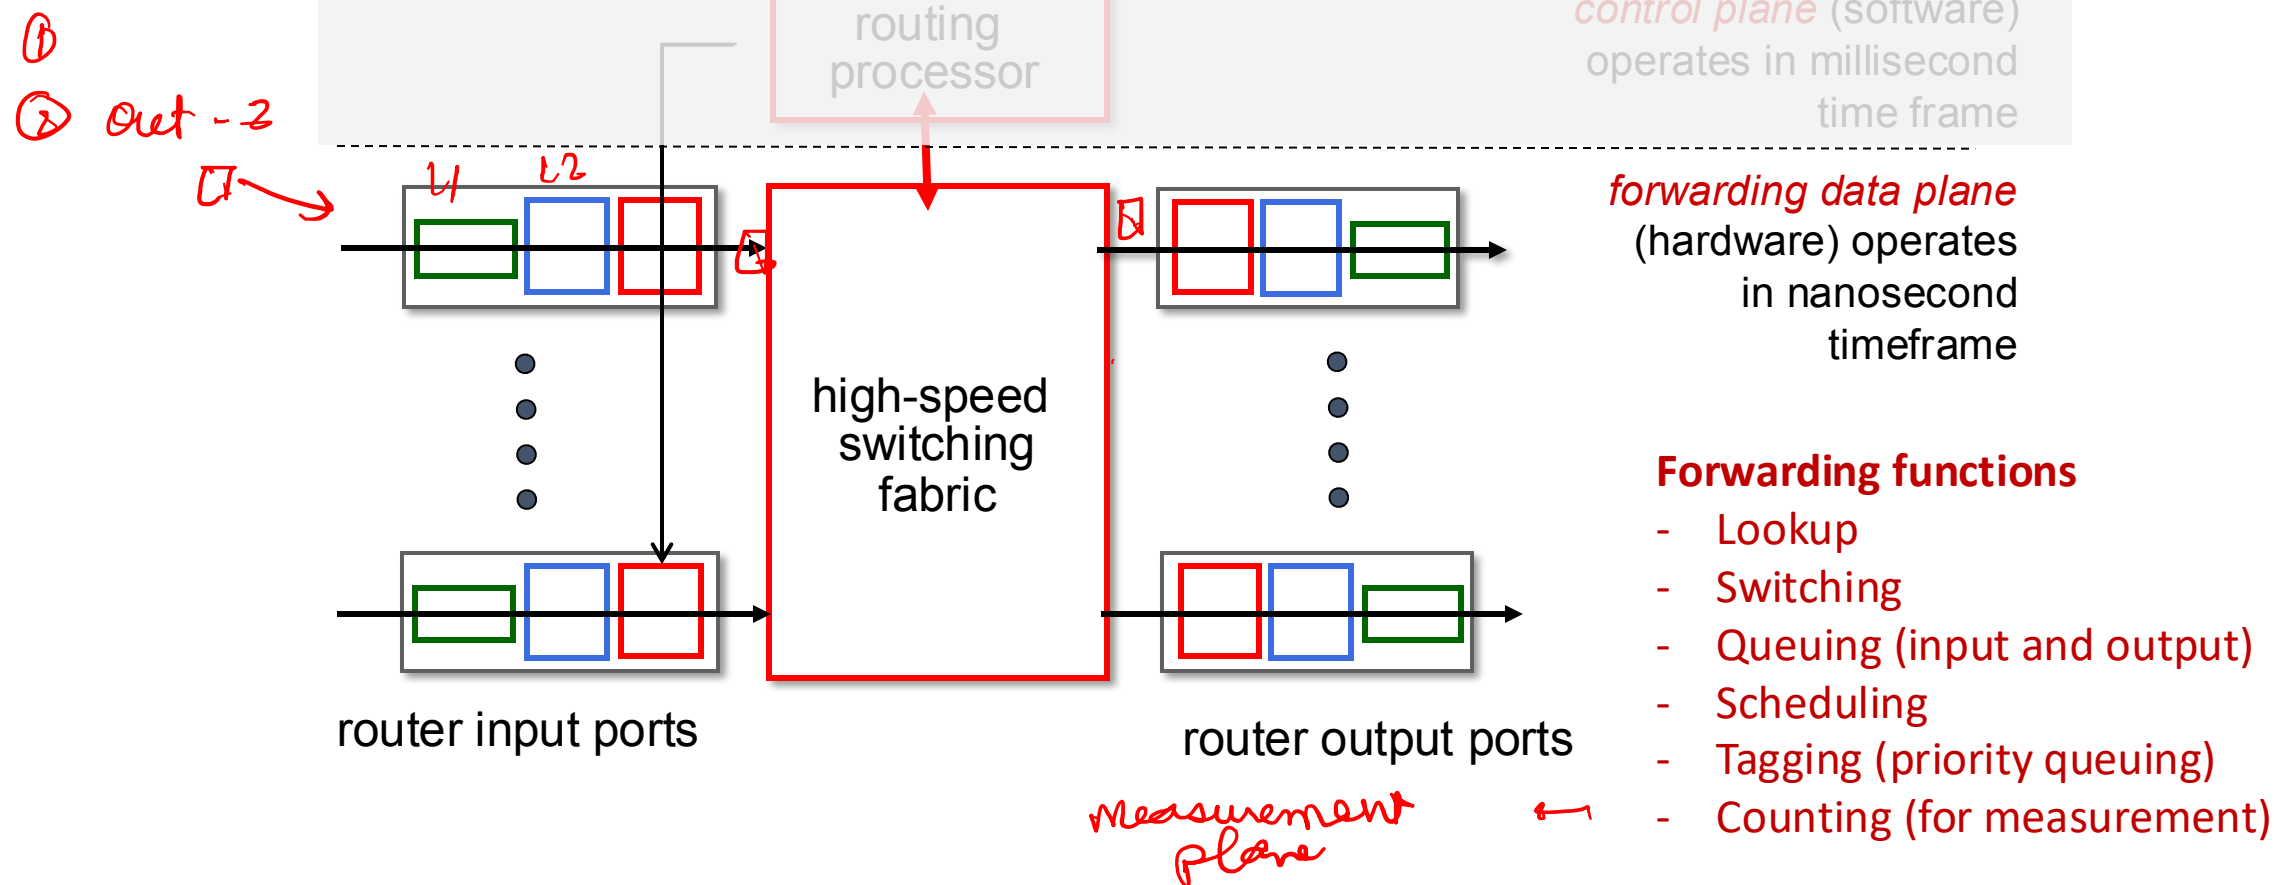 routing
processor
control plane (software)
operates in millisecond
time frame
①
② out - 2
L1
L2
forwarding data plane
(hardware) operates
in nanosecond
timeframe
high-speed
switching
fabric
Forwarding functions
- Lookup
- Switching
- Queuing (input and output)
- Scheduling
- Tagging (priority queuing)
- Counting (for measurement)
router input ports
router output ports
measurement
plane